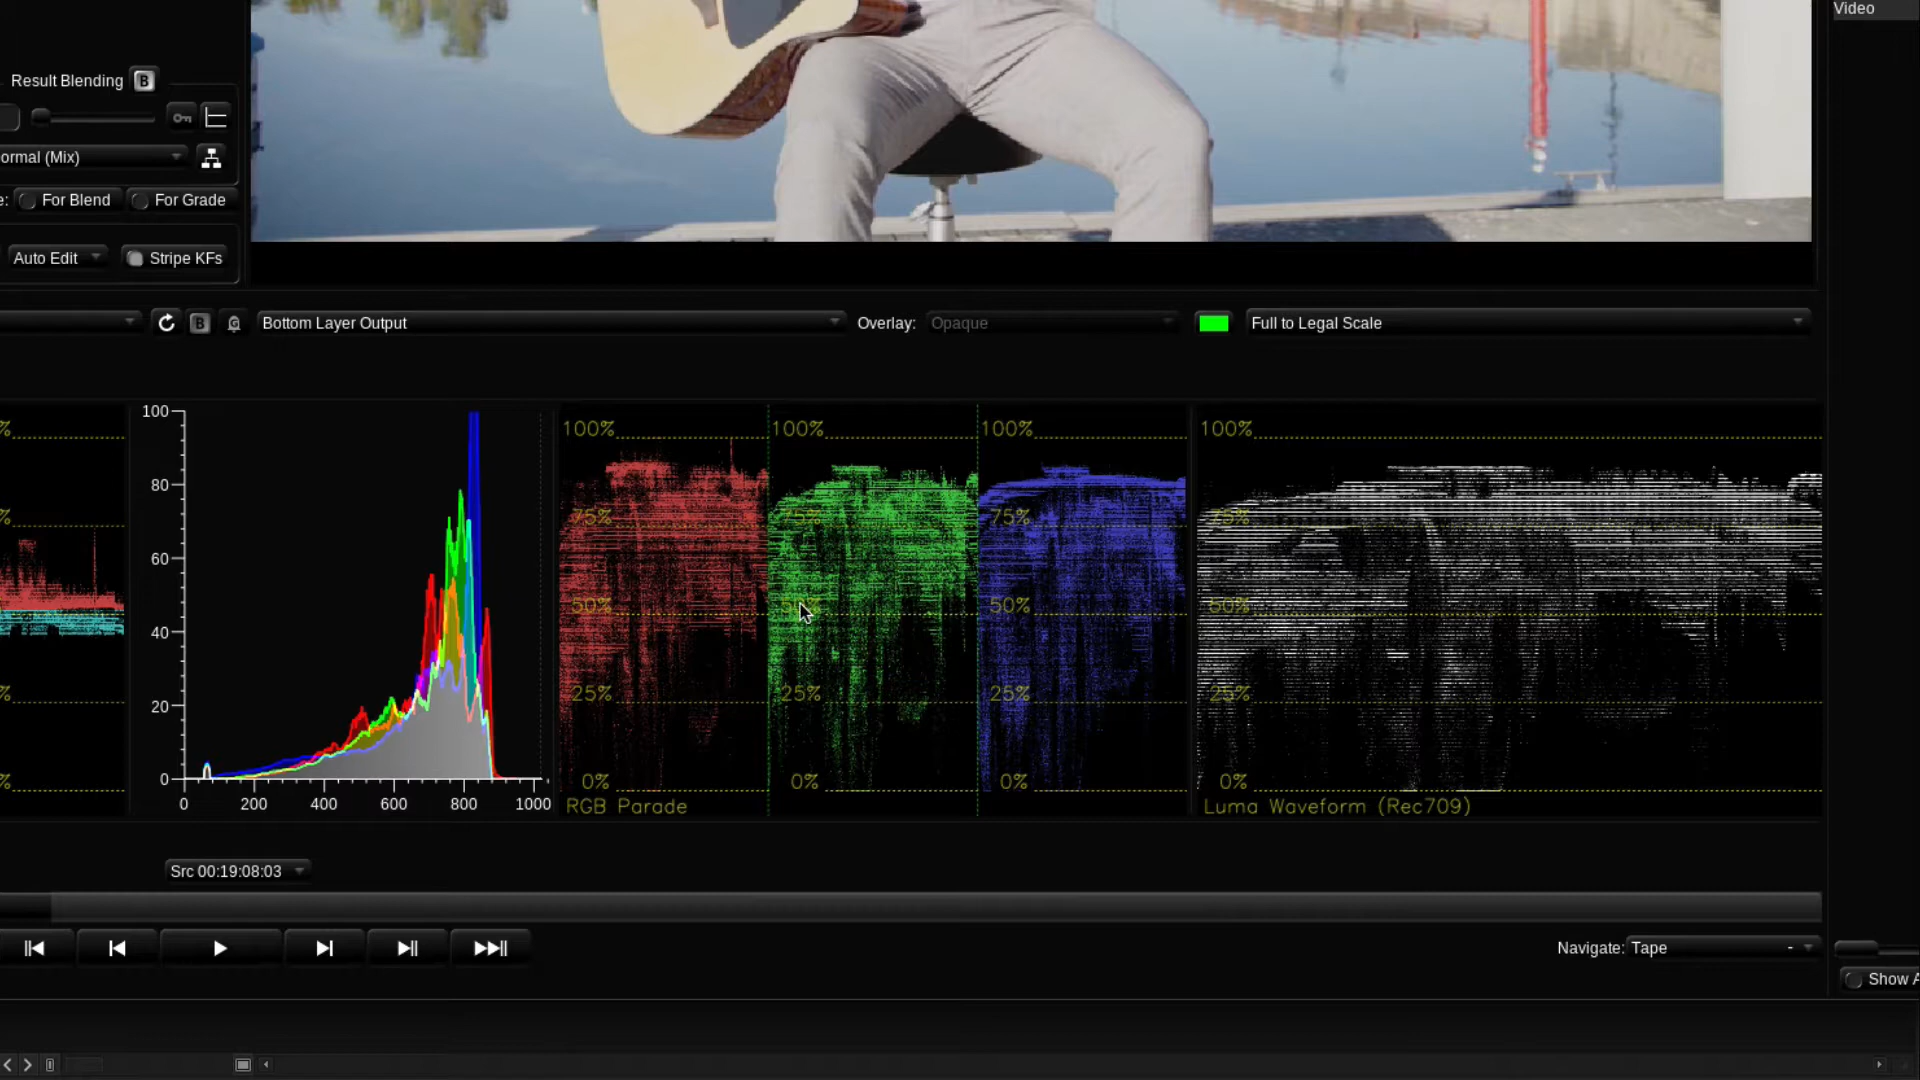 Video
Result Blending B
ormal (Mix)
e: For Blend For Grade
Auto Edit Stripe KFs
B G Bottom Layer Output Overlay: Opaque Full to Legal Scale
% 100 100% 100% 100% 100%
80
% 75% 75% 75% 75%
60
50% 50% 50% 50%
40
% 20 25% 25% 25% 25%
% 0 0% 0% 0% 0%
0 200 400 600 800 1000 RGB Parade Luma Waveform (Rec709)
Src 00:19:08:03
Navigate: Tape -
Show A